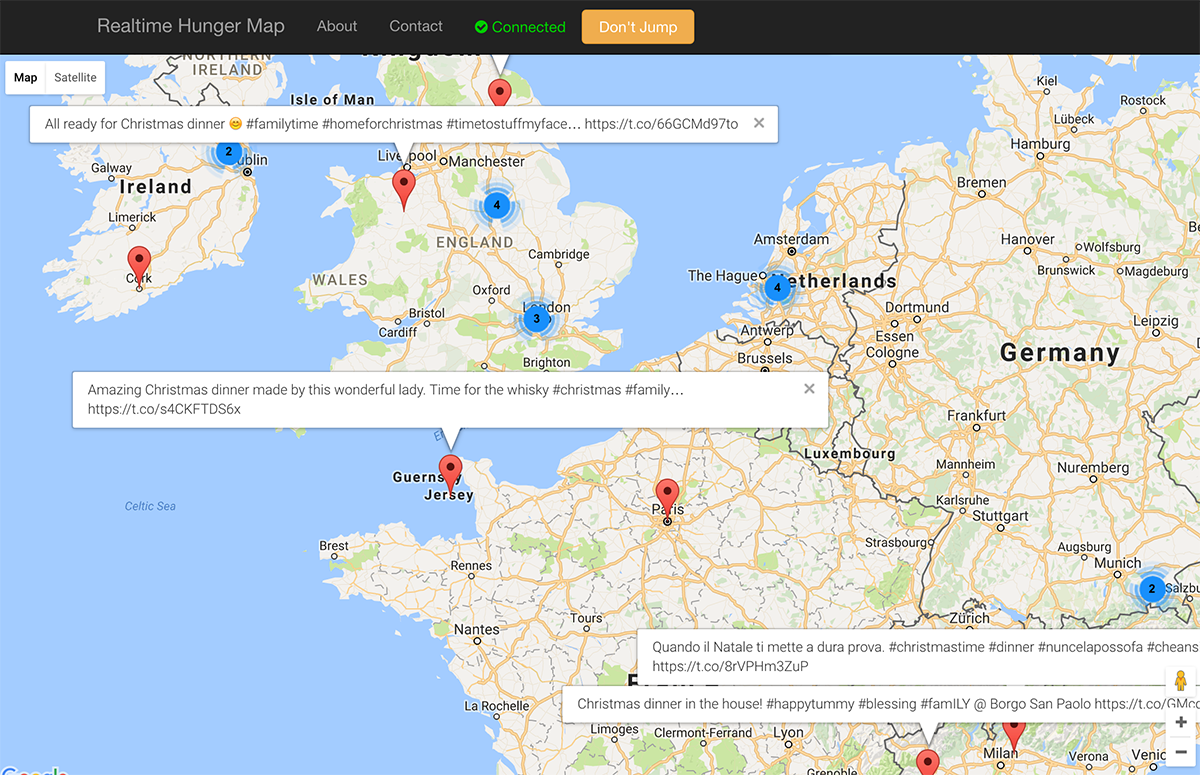 Realtime Hunger Map About Contact Connected Don't Jump
Map Satellite
NORTHERN
IRELAND
Isle of Man
All ready for Christmas dinner 😊 #familytime #homeforchristmas #timetostuffmyface… https://t.co/66GCMd97to ×
Kiel
Rostock
Lübeck
Hamburg
2
Liverpool
Manchester
Galway
Ireland
Bremen
Limerick
4
ENGLAND
Amsterdam
Hanover
Wolfsburg
Cambridge
Cork
WALES
The Hague
Netherlands
4
Brunswick
Magdeburg
Oxford
Bristol
Cardiff
London
3
Dortmund
Essen
Leipzig
Antwerp
Cologne
Germany
Brighton
Brussels
Amazing Christmas dinner made by this wonderful lady. Time for the whisky #christmas #family…
https://t.co/s4CKFTDS6x
×
Frankfurt
Luxembourg
Guernsey
Jersey
Mannheim
Nuremberg
Celtic Sea
Paris
Karlsruhe
Stuttgart
Brest
Strasbourg
Augsburg
Rennes
Munich
2
Zürich
Tours
Nantes
Quando il Natale ti mette a dura prova. #christmastime #dinner #nuncelapossofa #cheans
https://t.co/8rVPHm3ZuP
La Rochelle
Christmas dinner in the house! #happytummy #blessing #famILY @ Borgo San Paolo https://t.co/GMc
Limoges
Clermont-Ferrand
Lyon
Milan
Verona
Grenoble
+
−